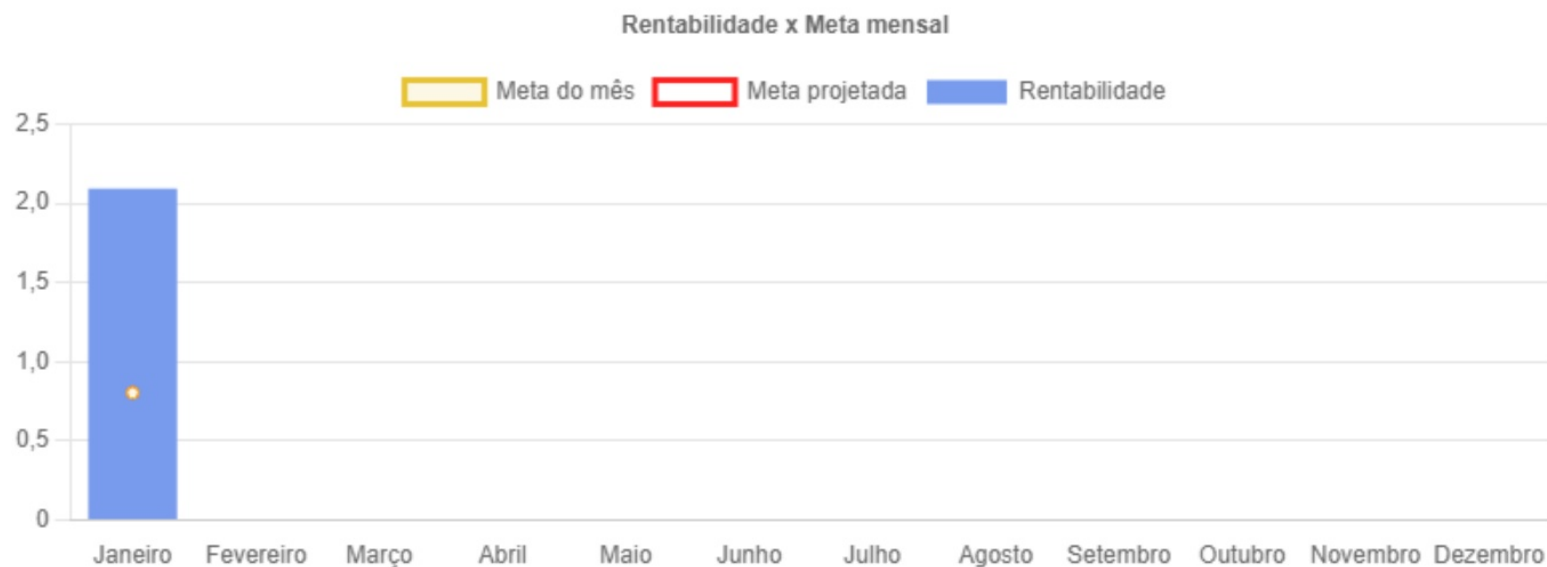 Rentabilidade x Meta mensal
Meta do mês Meta projetada Rentabilidade
2,5
2,0
1,5
1,0
0,5
0
Janeiro Fevereiro Março Abril Maio Junho Julho Agosto Setembro Outubro Novembro Dezembro